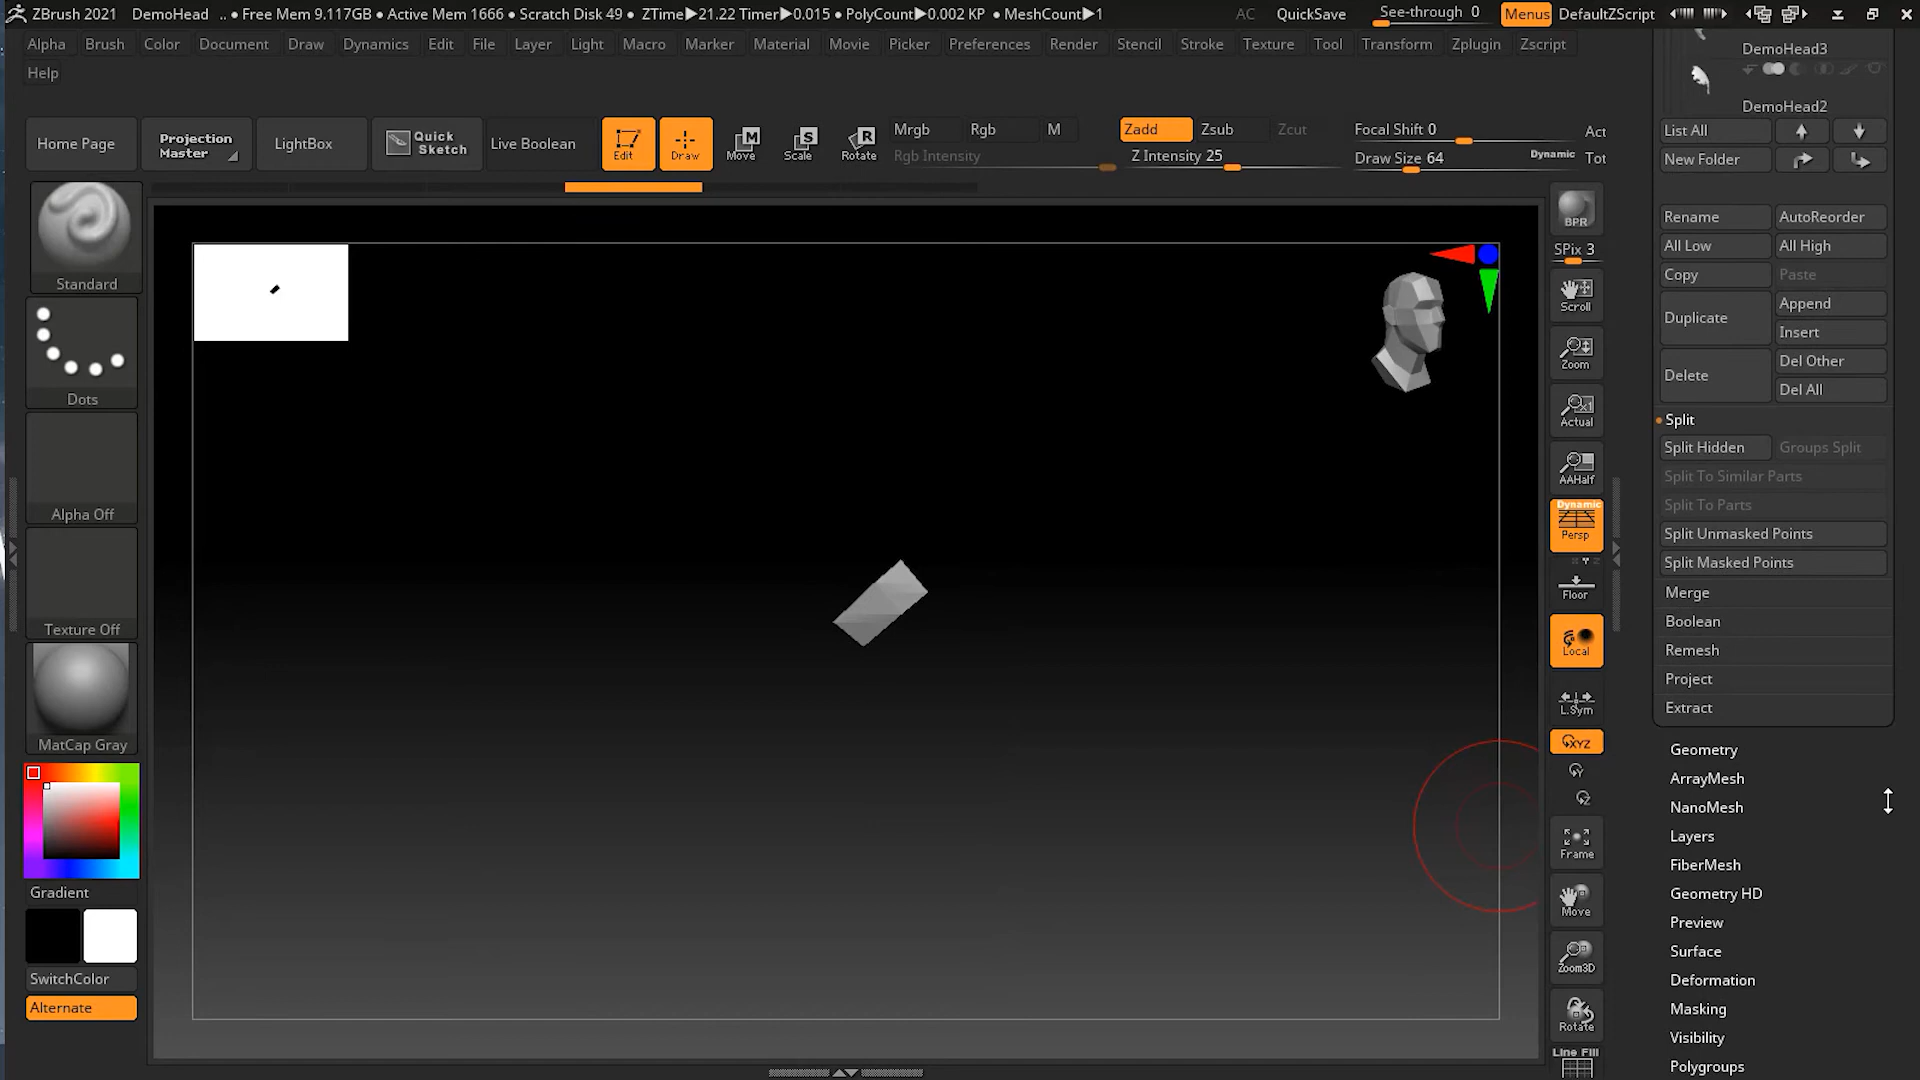 ZBrush 2021 DemoHead .. ● Free Mem 9.117GB ● Active Mem 1666 ● Scratch Disk 49 ● ZTime▶21.22 Timer▶0.015 ● PolyCount▶0.002 KP ● MeshCount▶1 AC QuickSave See-through 0 Menus DefaultZScript
Alpha Brush Color Document Draw Dynamics Edit File Layer Light Macro Marker Material Movie Picker Preferences Render Stencil Stroke Texture Tool Transform Zplugin Zscript
Help
Home Page
Projection
Master
LightBox
Quick
Sketch
Live Boolean
Edit
Draw
Move
Scale
Rotate
Mrgb Rgb M
Rgb Intensity
Zadd Zsub Zcut
Z Intensity 25
Focal Shift 0
Draw Size 64
Dynamic
Act
Tot
Standard
Dots
Alpha Off
Texture Off
MatCap Gray
Gradient
SwitchColor
Alternate
BPR
SPix 3
Scroll
Zoom
Actual
AAHalf
Dynamic
Persp
Floor
Local
L.Sym
XYZ
Y
Z
Frame
Move
Zoom3D
Rotate
Line Fill
DemoHead3
DemoHead2
List All
New Folder
Rename AutoReorder
All Low All High
Copy Paste
Duplicate
Append
Insert
Delete
Del Other
Del All
Split
Split Hidden Groups Split
Split To Similar Parts
Split To Parts
Split Unmasked Points
Split Masked Points
Merge
Boolean
Remesh
Project
Extract
Geometry
ArrayMesh
NanoMesh
Layers
FiberMesh
Geometry HD
Preview
Surface
Deformation
Masking
Visibility
Polygroups